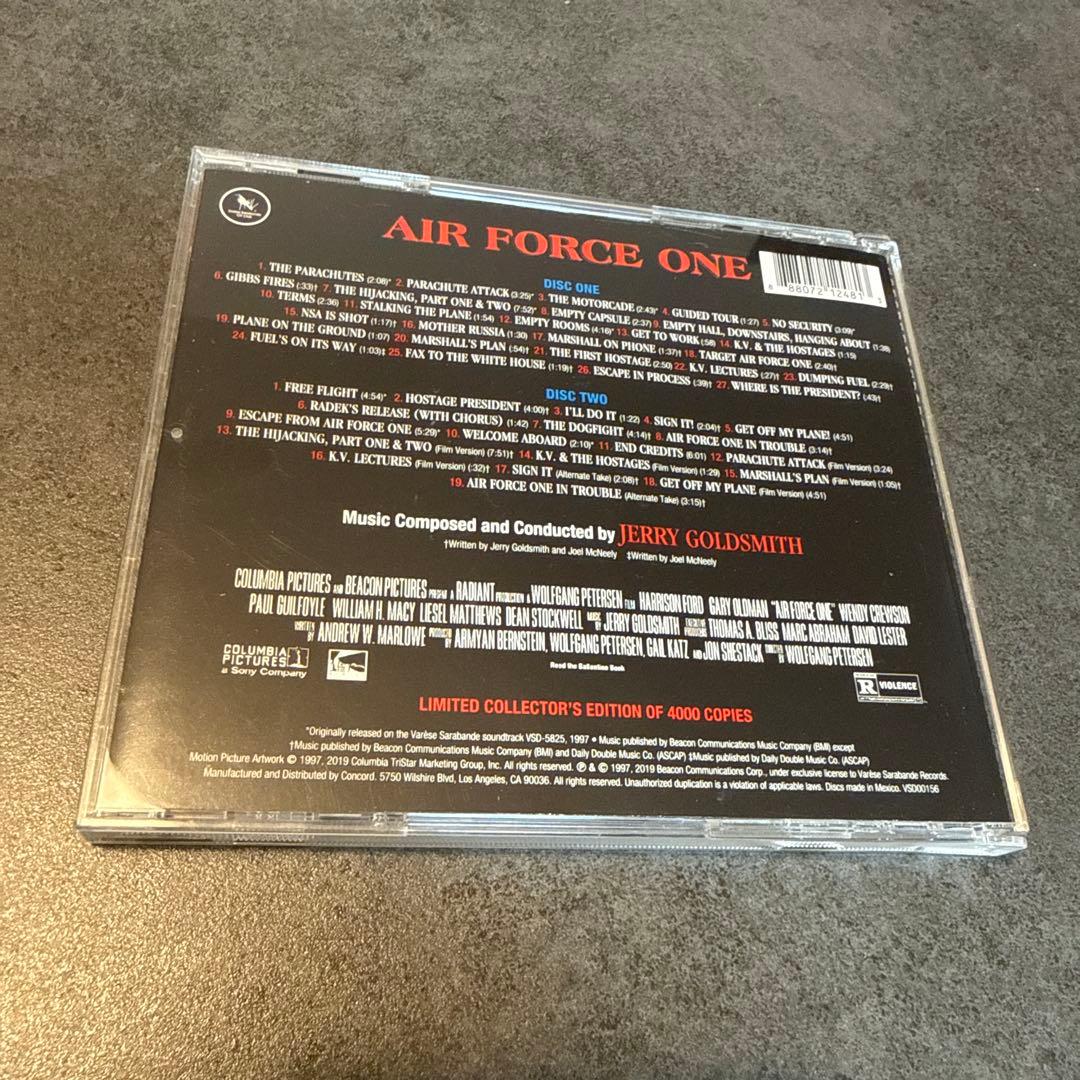 AIR FORCE ONE
8 88072 12481
DISC ONE
1. THE PARACHUTES (2:08)* 2. PARACHUTE ATTACK (3:25)* 3. THE MOTORCADE (2:43)* 4. GUIDED TOUR (1:27) 5. NO SECURITY (3:09)*
6. GIBBS FIRES (:33)† 7. THE HIJACKING, PART ONE & TWO (7:52)* 8. EMPTY CAPSULE (2:37) 9. EMPTY HALL, DOWNSTAIRS, HANGING ABOUT (1:38)
10. TERMS (2:36) 11. STALKING THE PLANE (1:54) 12. EMPTY ROOMS (4:16)* 13. GET TO WORK (:58) 14. K.V. & THE HOSTAGES (1:15)
15. NSA IS SHOT (1:17)† 16. MOTHER RUSSIA (1:30) 17. MARSHALL ON PHONE (1:37)† 18. TARGET AIR FORCE ONE (2:40)†
19. PLANE ON THE GROUND (1:07) 20. MARSHALL'S PLAN (:54)† 21. THE FIRST HOSTAGE (2:50) 22. K.V. LECTURES (:27)† 23. DUMPING FUEL (2:29)†
24. FUEL'S ON ITS WAY (1:03)‡ 25. FAX TO THE WHITE HOUSE (1:19)† 26. ESCAPE IN PROCESS (:39)† 27. WHERE IS THE PRESIDENT? (:43)†
DISC TWO
1. FREE FLIGHT (4:54)* 2. HOSTAGE PRESIDENT (4:00)† 3. I'LL DO IT (1:22) 4. SIGN IT! (2:04)† 5. GET OFF MY PLANE! (4:51)
6. RADEK'S RELEASE (WITH CHORUS) (1:42) 7. THE DOGFIGHT (4:14)† 8. AIR FORCE ONE IN TROUBLE (3:14)†
9. ESCAPE FROM AIR FORCE ONE (5:29)* 10. WELCOME ABOARD (2:10)* 11. END CREDITS (6:01) 12. PARACHUTE ATTACK (Film Version) (3:24)
13. THE HIJACKING, PART ONE & TWO (Film Version) (7:51)† 14. K.V. & THE HOSTAGES (Film Version) (1:29) 15. MARSHALL'S PLAN (Film Version) (1:05)†
16. K.V. LECTURES (Film Version) (:32)† 17. SIGN IT (Alternate Take) (2:08)† 18. GET OFF MY PLANE (Film Version) (4:51)
19. AIR FORCE ONE IN TROUBLE (Alternate Take) (3:15)†
Music Composed and Conducted by JERRY GOLDSMITH
†Written by Jerry Goldsmith and Joel McNeely ‡Written by Joel McNeely
COLUMBIA PICTURES AND BEACON PICTURES PRESENT A RADIANT PRODUCTION A WOLFGANG PETERSEN FILM HARRISON FORD GARY OLDMAN "AIR FORCE ONE" WENDY CREWSON
PAUL GUILFOYLE WILLIAM H. MACY LIESEL MATTHEWS DEAN STOCKWELL MUSIC BY JERRY GOLDSMITH EXECUTIVE PRODUCERS THOMAS A. BLISS MARC ABRAHAM DAVID LESTER
WRITTEN BY ANDREW W. MARLOWE PRODUCED BY ARMYAN BERNSTEIN, WOLFGANG PETERSEN, GAIL KATZ AND JON SHESTACK DIRECTED BY WOLFGANG PETERSEN
COLUMBIA
PICTURES
a Sony Company
Read the Ballantine Book
R VIOLENCE
LIMITED COLLECTOR'S EDITION OF 4000 COPIES
*Originally released on the Varèse Sarabande soundtrack VSD-5825, 1997 • Music published by Beacon Communications Music Company (BMI) except
†Music published by Beacon Communications Music Company (BMI) and Daily Double Music Co. (ASCAP) ‡Music published by Daily Double Music Co. (ASCAP)
Motion Picture Artwork © 1997, 2019 Columbia TriStar Marketing Group, Inc. All rights reserved. ℗ & © 1997, 2019 Beacon Communications Corp., under exclusive license to Varèse Sarabande Records.
Manufactured and Distributed by Concord. 5750 Wilshire Blvd, Los Angeles, CA 90036. All rights reserved. Unauthorized duplication is a violation of applicable laws. Discs made in Mexico. VSD00156